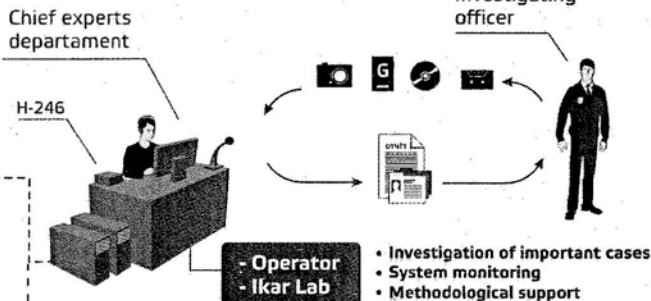 Chief experts
departament
officer
H-246
G
- Operator
- Ikar Lab
• Investigation of important cases
• System monitoring
• Methodological support